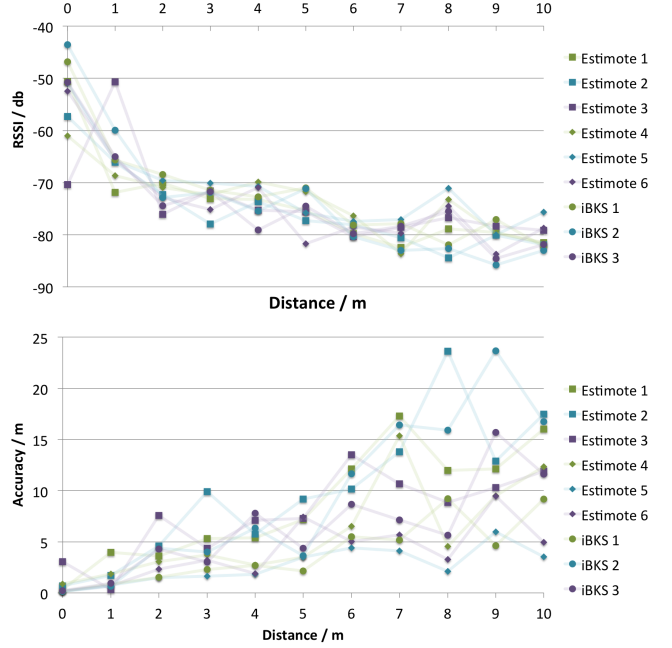 0 1 2 3 4 5 6 7 8 9 10
-40
-50
-60
-70
-80
-90
RSSI / db
Distance / m
Estimote 1
Estimote 2
Estimote 3
Estimote 4
Estimote 5
Estimote 6
iBKS 1
iBKS 2
iBKS 3
25
20
15
10
5
0
Accuracy / m
0 1 2 3 4 5 6 7 8 9 10
Distance / m
Estimote 1
Estimote 2
Estimote 3
Estimote 4
Estimote 5
Estimote 6
iBKS 1
iBKS 2
iBKS 3